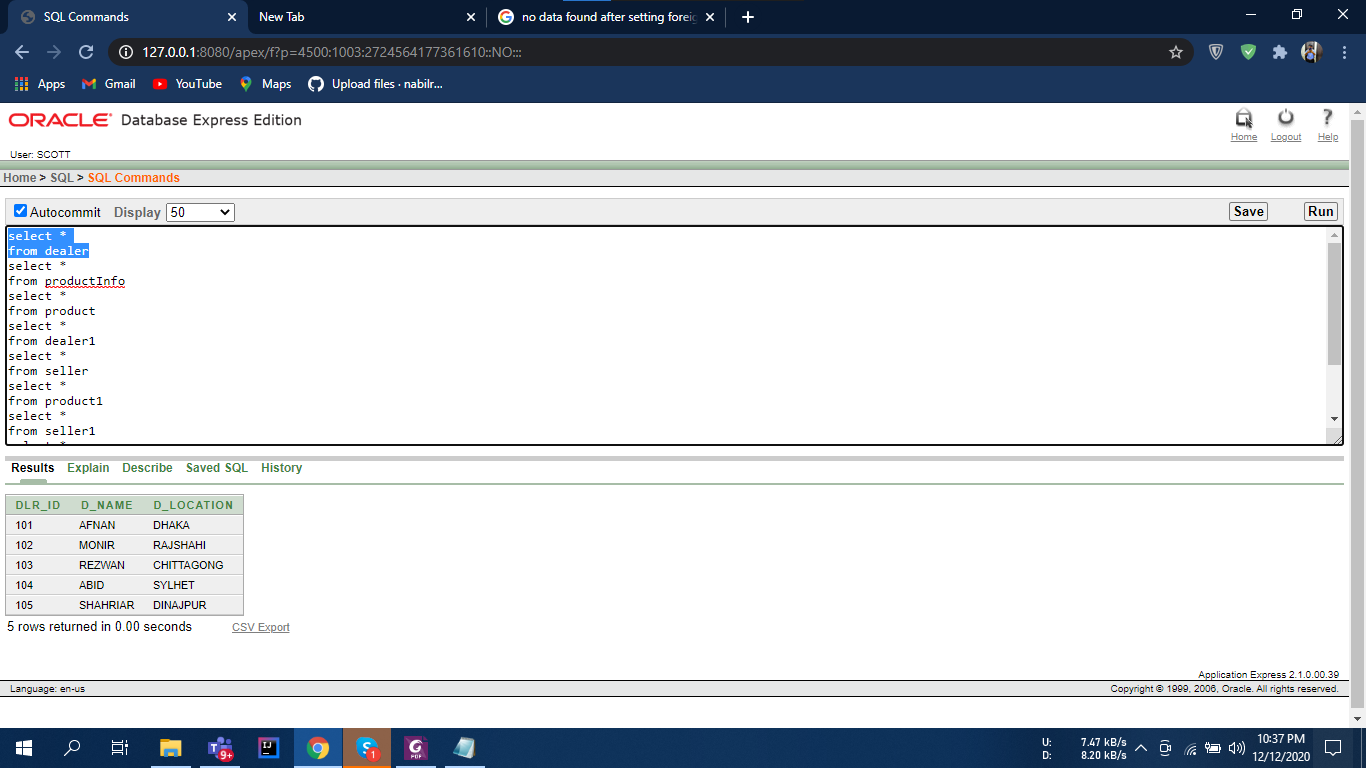 SQL Commands
New Tab
no data found after setting foreig
127.0.0.1:8080/apex/f?p=4500:1003:2724564177361610::NO:::
Apps
Gmail
YouTube
Maps
Upload files · nabilr...
ORACLE Database Express Edition
Home
Logout
Help
User: SCOTT
Home > SQL > SQL Commands
Autocommit Display 50
Save
Run
select *
from dealer
select *
from productInfo
select *
from product
select *
from dealer1
select *
from seller
select *
from product1
select *
from seller1
Results Explain Describe Saved SQL History
DLR_ID D_NAME D_LOCATION
101 AFNAN DHAKA
102 MONIR RAJSHAHI
103 REZWAN CHITTAGONG
104 ABID SYLHET
105 SHAHRIAR DINAJPUR
5 rows returned in 0.00 seconds CSV Export
Application Express 2.1.0.00.39
Language: en-us
Copyright © 1999, 2006, Oracle. All rights reserved.
U: 7.47 kB/s
D: 8.20 kB/s
10:37 PM
12/12/2020